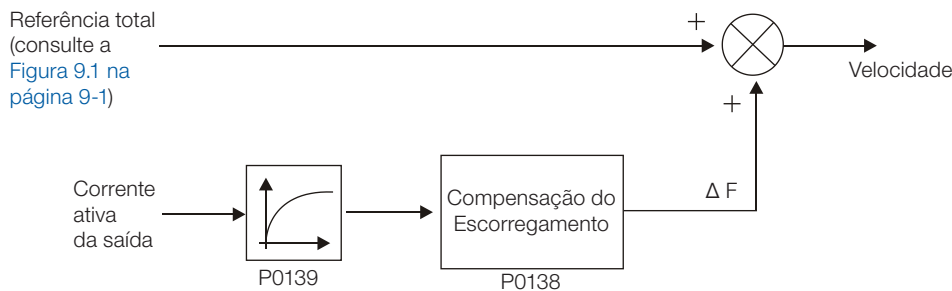 Referência total
(consulte a
Figura 9.1 na
página 9-1)
+
Velocidade
+
Corrente
ativa
da saída
P0139
Compensação do
Escorregamento
P0138
Δ F